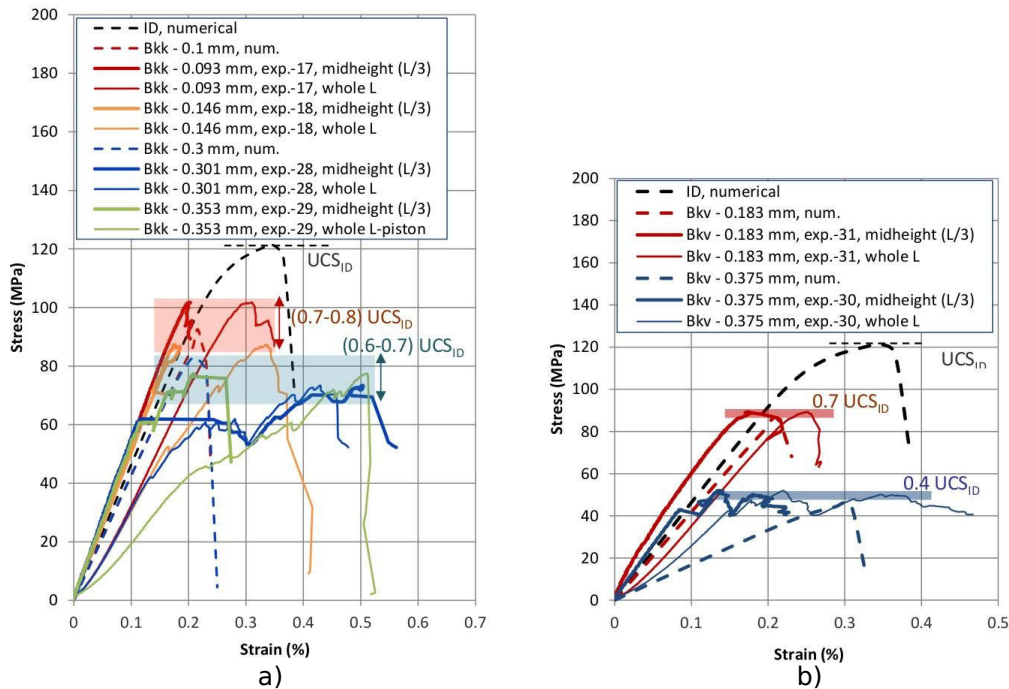 200
180
160
140
120
100
80
60
40
20
0
Stress (MPa)
ID, numerical
Bkk - 0.1 mm, num.
Bkk - 0.093 mm, exp.-17, midheight (L/3)
Bkk - 0.093 mm, exp.-17, whole L
Bkk - 0.146 mm, exp.-18, midheight (L/3)
Bkk - 0.146 mm, exp.-18, whole L
Bkk - 0.3 mm, num.
Bkk - 0.301 mm, exp.-28, midheight (L/3)
Bkk - 0.301 mm, exp.-28, whole L
Bkk - 0.353 mm, exp.-29, midheight (L/3)
Bkk - 0.353 mm, exp.-29, whole L-piston
UCS_ID
(0.7-0.8) UCS_ID
(0.6-0.7) UCS_ID
0 0.1 0.2 0.3 0.4 0.5 0.6 0.7
Strain (%)
a)
200
180
160
140
120
100
80
60
40
20
0
Stress (MPa)
ID, numerical
Bkv - 0.183 mm, num.
Bkv - 0.183 mm, exp.-31, midheight (L/3)
Bkv - 0.183 mm, exp.-31, whole L
Bkv - 0.375 mm, num.
Bkv - 0.375 mm, exp.-30, midheight (L/3)
Bkv - 0.375 mm, exp.-30, whole L
UCS_ID
0.7 UCS_ID
0.4 UCS_ID
0 0.1 0.2 0.3 0.4 0.5
Strain (%)
b)